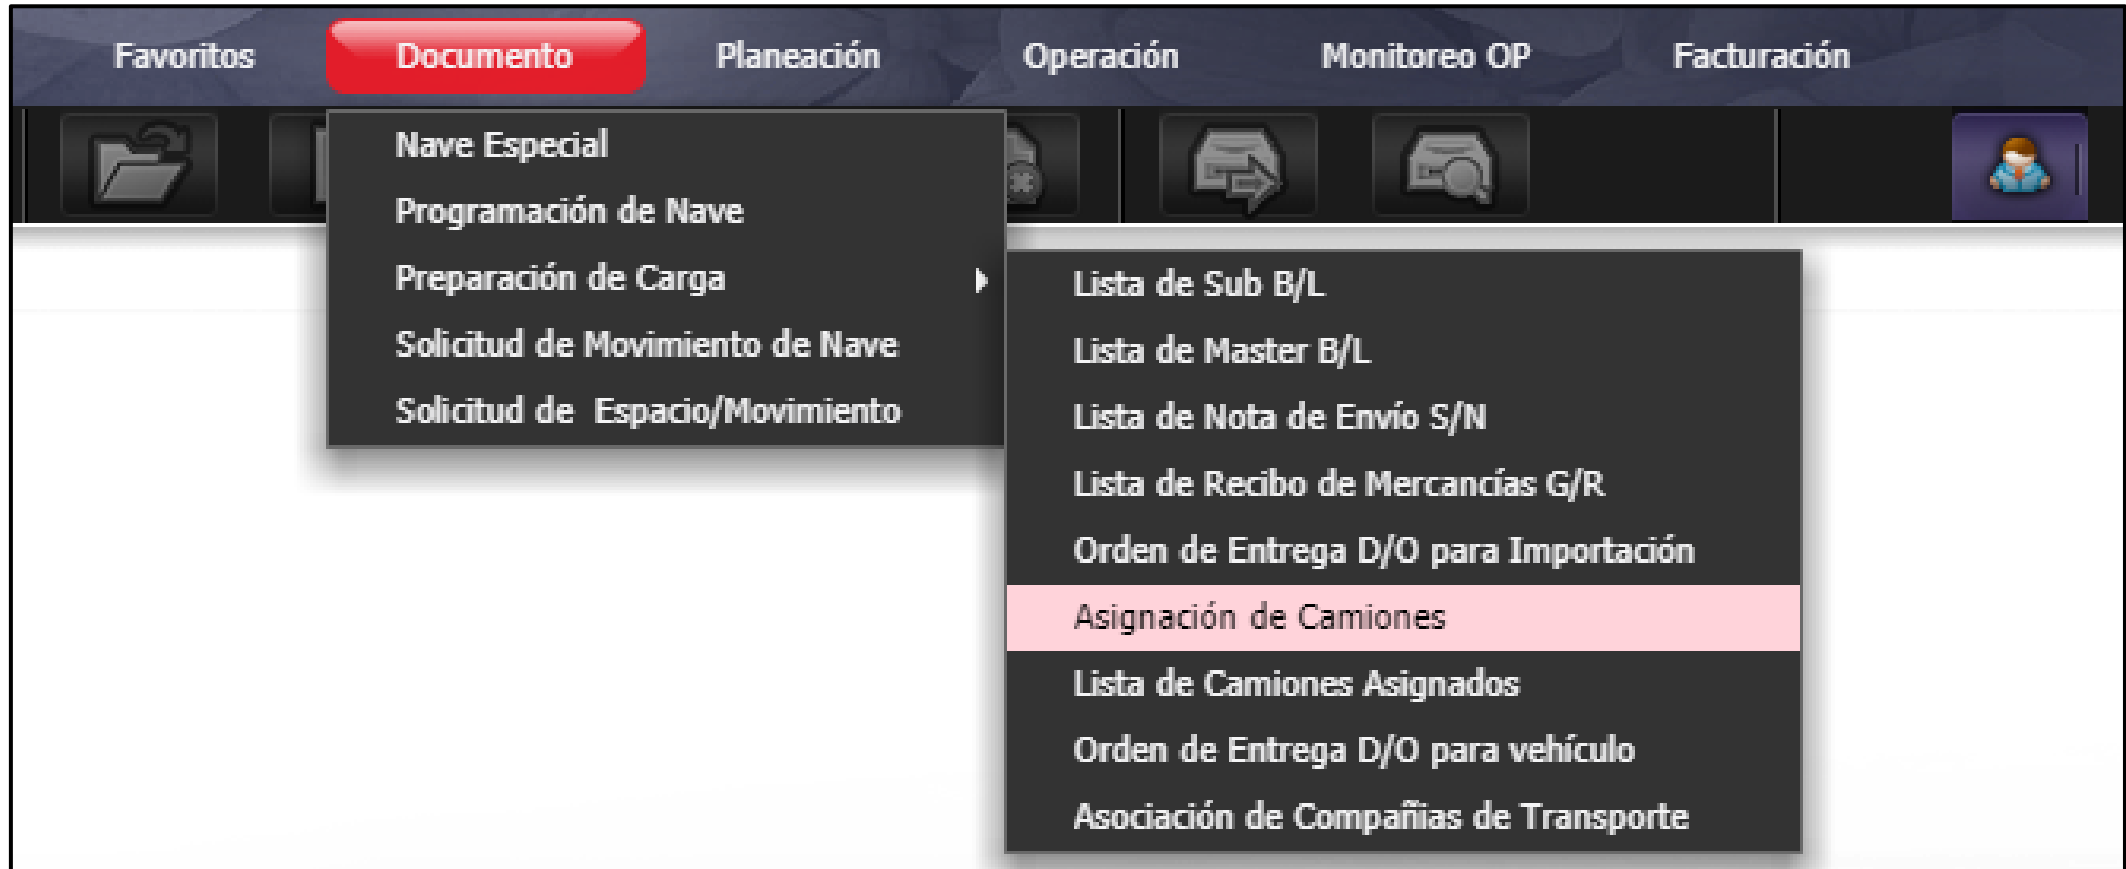 Favoritos
Documento
Planeación
Operación
Monitoreo OP
Facturación
Nave Especial
Programación de Nave
Preparación de Carga
Solicitud de Movimiento de Nave
Solicitud de  Espacio/Movimiento
Lista de Sub B/L
Lista de Master B/L
Lista de Nota de Envío S/N
Lista de Recibo de Mercancías G/R
Orden de Entrega D/O para Importación
Asignación de Camiones
Lista de Camiones Asignados
Orden de Entrega D/O para vehículo
Asociación de Compañias de Transporte